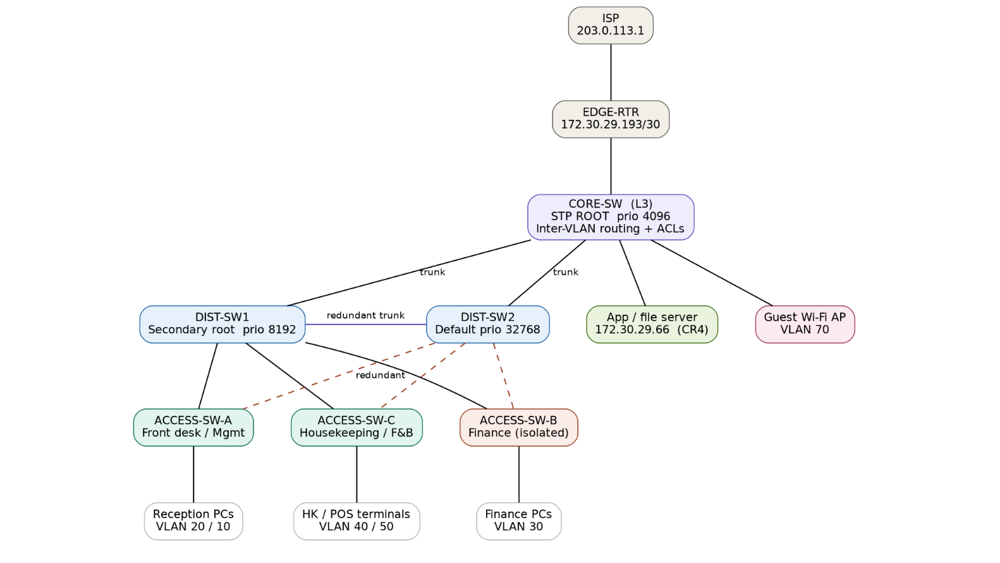 ISP
203.0.113.1
EDGE-RTR
172.30.29.193/30
CORE-SW  (L3)
STP ROOT  prio 4096
Inter-VLAN routing + ACLs
trunk
trunk
DIST-SW1
Secondary root  prio 8192
redundant trunk
DIST-SW2
Default prio 32768
App / file server
172.30.29.66  (CR4)
Guest Wi-Fi AP
VLAN 70
redundant
ACCESS-SW-A
Front desk / Mgmt
ACCESS-SW-C
Housekeeping / F&B
ACCESS-SW-B
Finance (isolated)
Reception PCs
VLAN 20 / 10
HK / POS terminals
VLAN 40 / 50
Finance PCs
VLAN 30